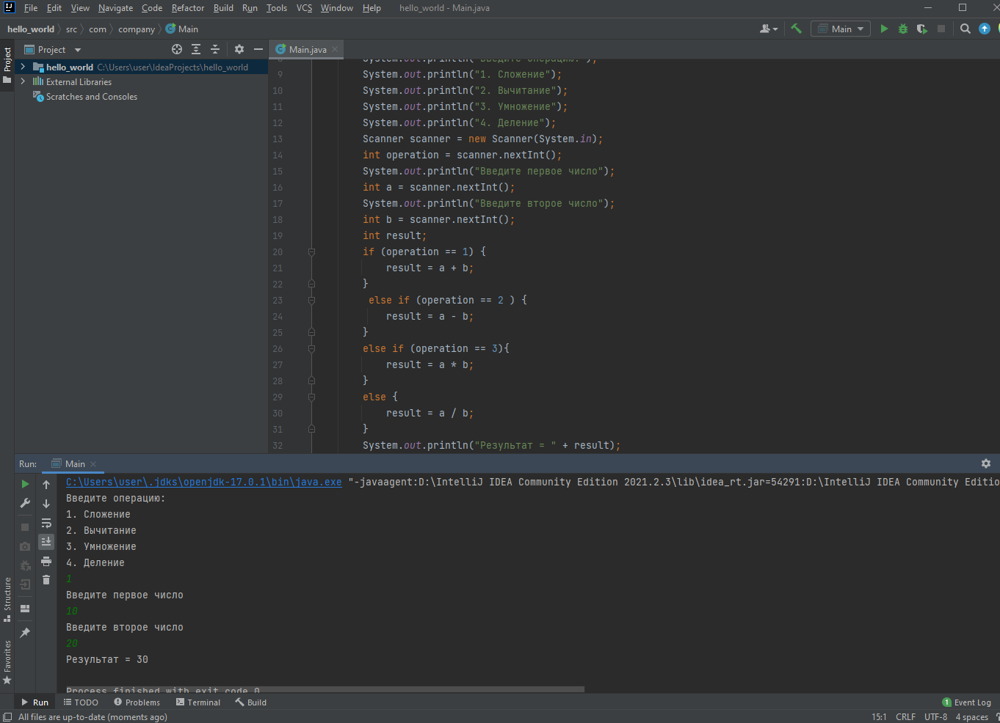 File Edit View Navigate Code Refactor Build Run Tools VCS Window Help hello_world - Main.java
hello_world src com company Main
Main
Project
Project
Main.java
hello_world C:\Users\user\IdeaProjects\hello_world
External Libraries
Scratches and Consoles
8 System.out.println("Введите операцию:");
9 System.out.println("1. Сложение");
10 System.out.println("2. Вычитание");
11 System.out.println("3. Умножение");
12 System.out.println("4. Деление");
13 Scanner scanner = new Scanner(System.in);
14 int operation = scanner.nextInt();
15 System.out.println("Введите первое число");
16 int a = scanner.nextInt();
17 System.out.println("Введите второе число");
18 int b = scanner.nextInt();
19 int result;
20 if (operation == 1) {
21 result = a + b;
22 }
23 else if (operation == 2 ) {
24 result = a - b;
25 }
26 else if (operation == 3){
27 result = a * b;
28 }
29 else {
30 result = a / b;
31 }
32 System.out.println("Результат = " + result);
Run: Main
C:\Users\user\.jdks\openjdk-17.0.1\bin\java.exe "-javaagent:D:\IntelliJ IDEA Community Edition 2021.2.3\lib\idea_rt.jar=54291:D:\IntelliJ IDEA Community Editio
Введите операцию:
1. Сложение
2. Вычитание
3. Умножение
4. Деление
1
Введите первое число
10
Введите второе число
20
Результат = 30
Process finished with exit code 0
Structure
Favorites
Run TODO Problems Terminal Build 1 Event Log
All files are up-to-date (moments ago) 15:1 CRLF UTF-8 4 spaces